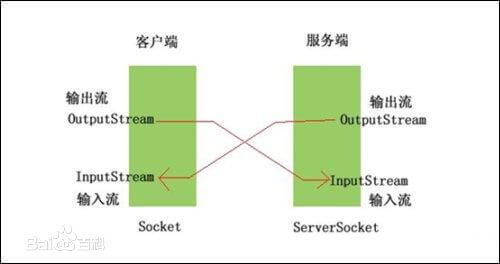 客户端
服务端
输出流
OutputStream
输出流
OutputStream
InputStream
输入流
InputStream
输入流
Socket
ServerSocket
Bai百科